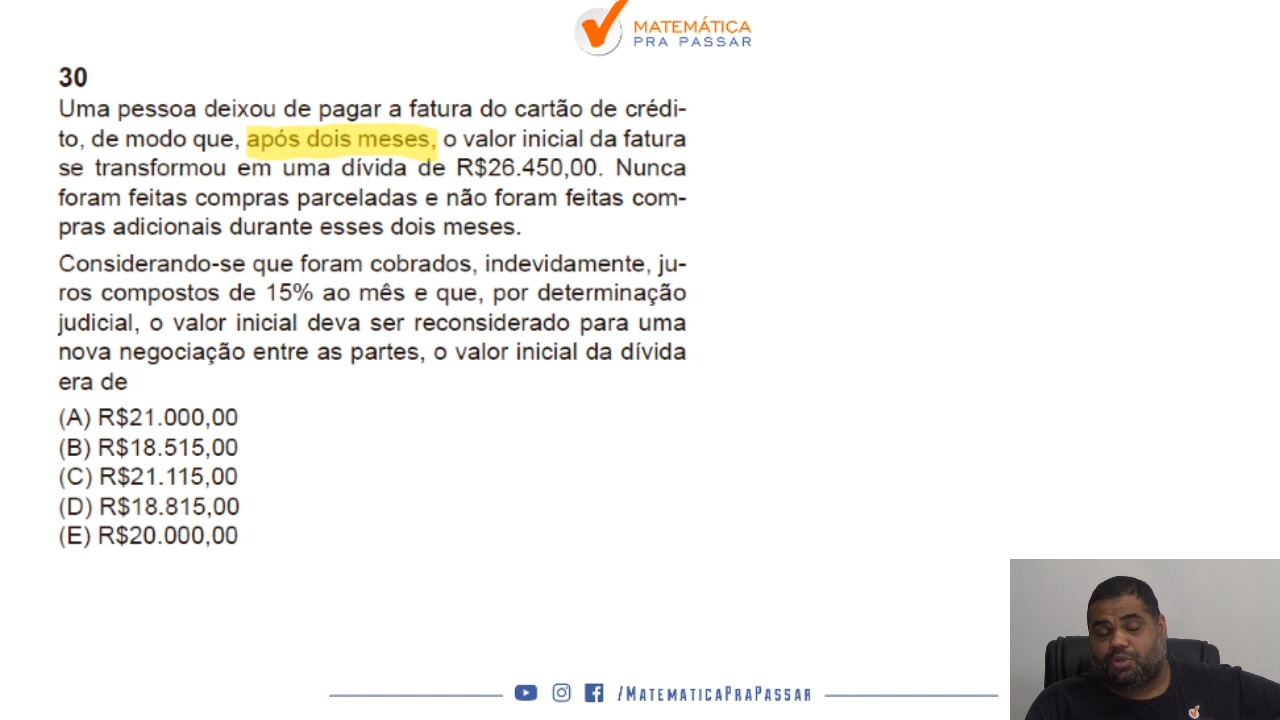 MATEMÁTICA
PRA PASSAR
30
Uma pessoa deixou de pagar a fatura do cartão de crédi-
to, de modo que, após dois meses, o valor inicial da fatura
se transformou em uma dívida de R$26.450,00. Nunca
foram feitas compras parceladas e não foram feitas com-
pras adicionais durante esses dois meses.
Considerando-se que foram cobrados, indevidamente, ju-
ros compostos de 15% ao mês e que, por determinação
judicial, o valor inicial deva ser reconsiderado para uma
nova negociação entre as partes, o valor inicial da dívida
era de
(A) R$21.000,00
(B) R$18.515,00
(C) R$21.115,00
(D) R$18.815,00
(E) R$20.000,00
/MATEMATICAPRAPASSAR